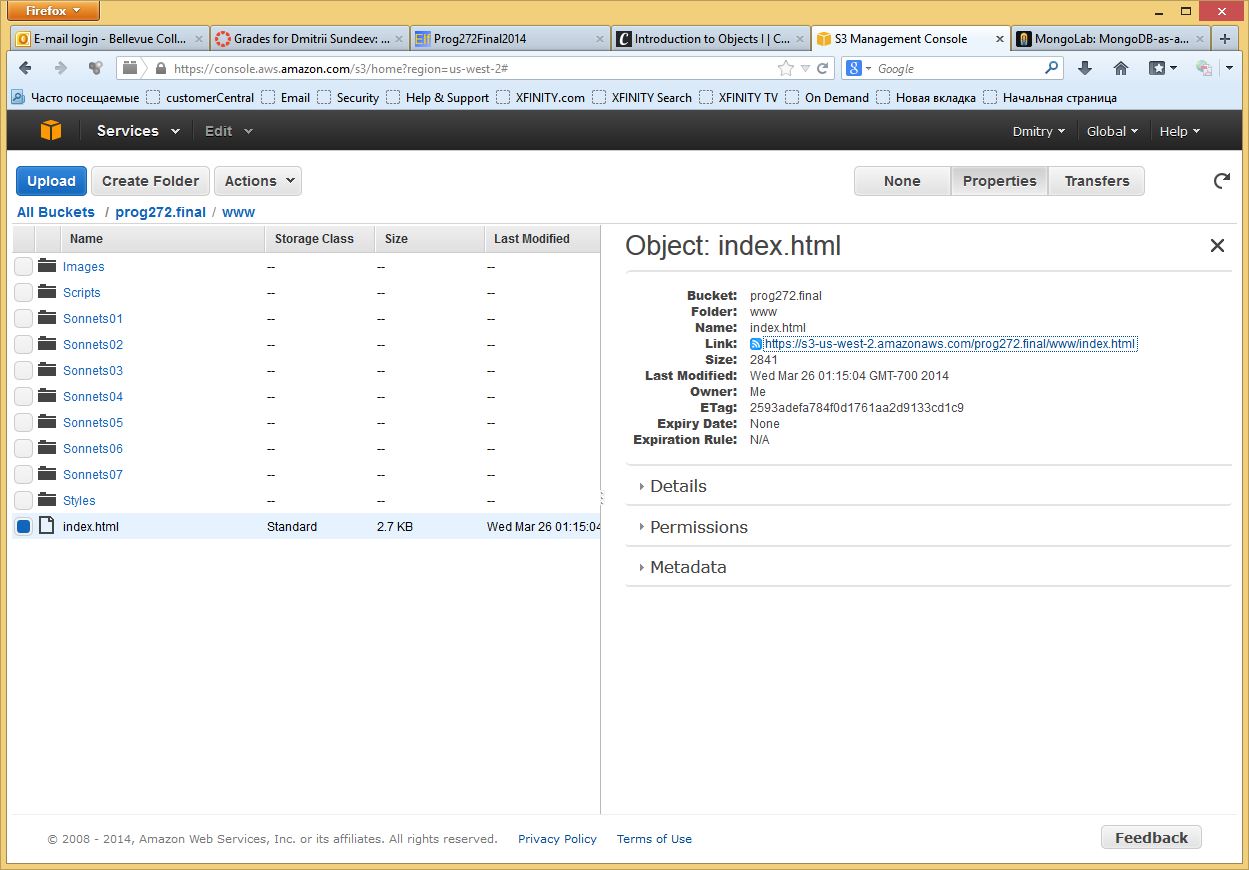 Firefox
E-mail login - Bellevue Coll... Grades for Dmitrii Sundeev: ... Prog272Final2014 Introduction to Objects I | C... S3 Management Console MongoLab: MongoDB-as-a...
https://console.aws.amazon.com/s3/home?region=us-west-2# Google
Часто посещаемые customerCentral Email Security Help & Support XFINITY.com XFINITY Search XFINITY TV On Demand Новая вкладка Начальная страница
Services Edit Dmitry Global Help
Upload Create Folder Actions None Properties Transfers
All Buckets / prog272.final / www
Name Storage Class Size Last Modified
Images -- -- --
Scripts -- -- --
Sonnets01 -- -- --
Sonnets02 -- -- --
Sonnets03 -- -- --
Sonnets04 -- -- --
Sonnets05 -- -- --
Sonnets06 -- -- --
Sonnets07 -- -- --
Styles -- -- --
index.html Standard 2.7 KB Wed Mar 26 01:15:04
Object: index.html
Bucket: prog272.final
Folder: www
Name: index.html
Link: https://s3-us-west-2.amazonaws.com/prog272.final/www/index.html
Size: 2841
Last Modified: Wed Mar 26 01:15:04 GMT-700 2014
Owner: Me
ETag: 2593adefa784f0d1761aa2d9133cd1c9
Expiry Date: None
Expiration Rule: N/A
Details
Permissions
Metadata
© 2008 - 2014, Amazon Web Services, Inc. or its affiliates. All rights reserved. Privacy Policy Terms of Use Feedback